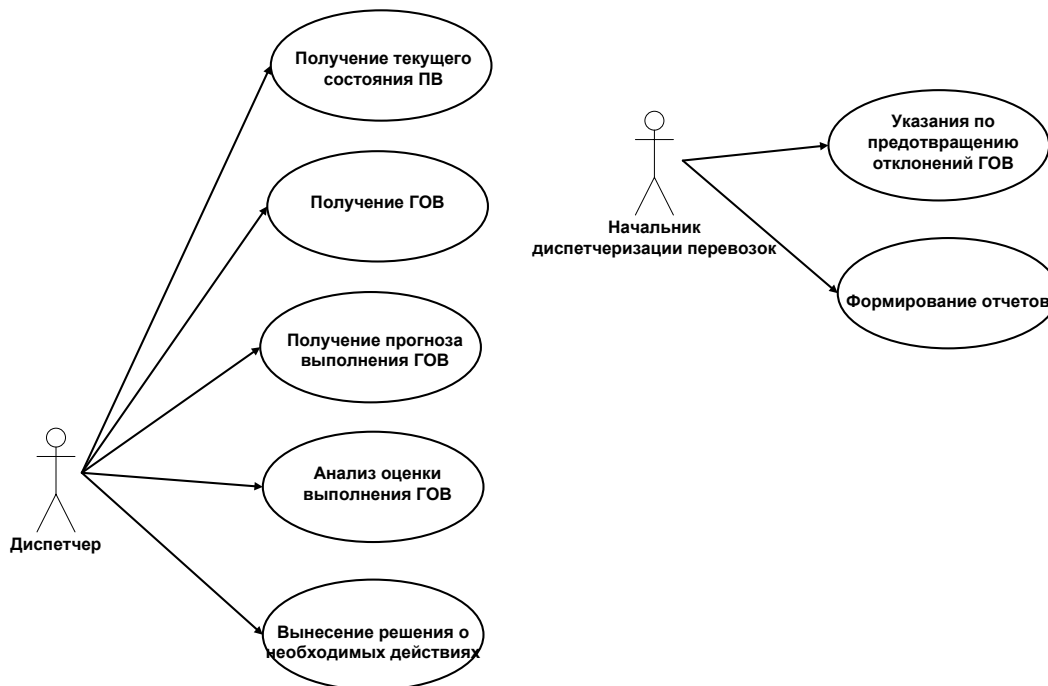 Получение текущего
состояния ПВ
Получение ГОВ
Получение прогноза
выполнения ГОВ
Анализ оценки
выполнения ГОВ
Диспетчер
Вынесение решения о
необходимых действиях
Указания по
предотвращению
отклонений ГОВ
Начальник
диспетчеризации перевозок
Формирование отчетов